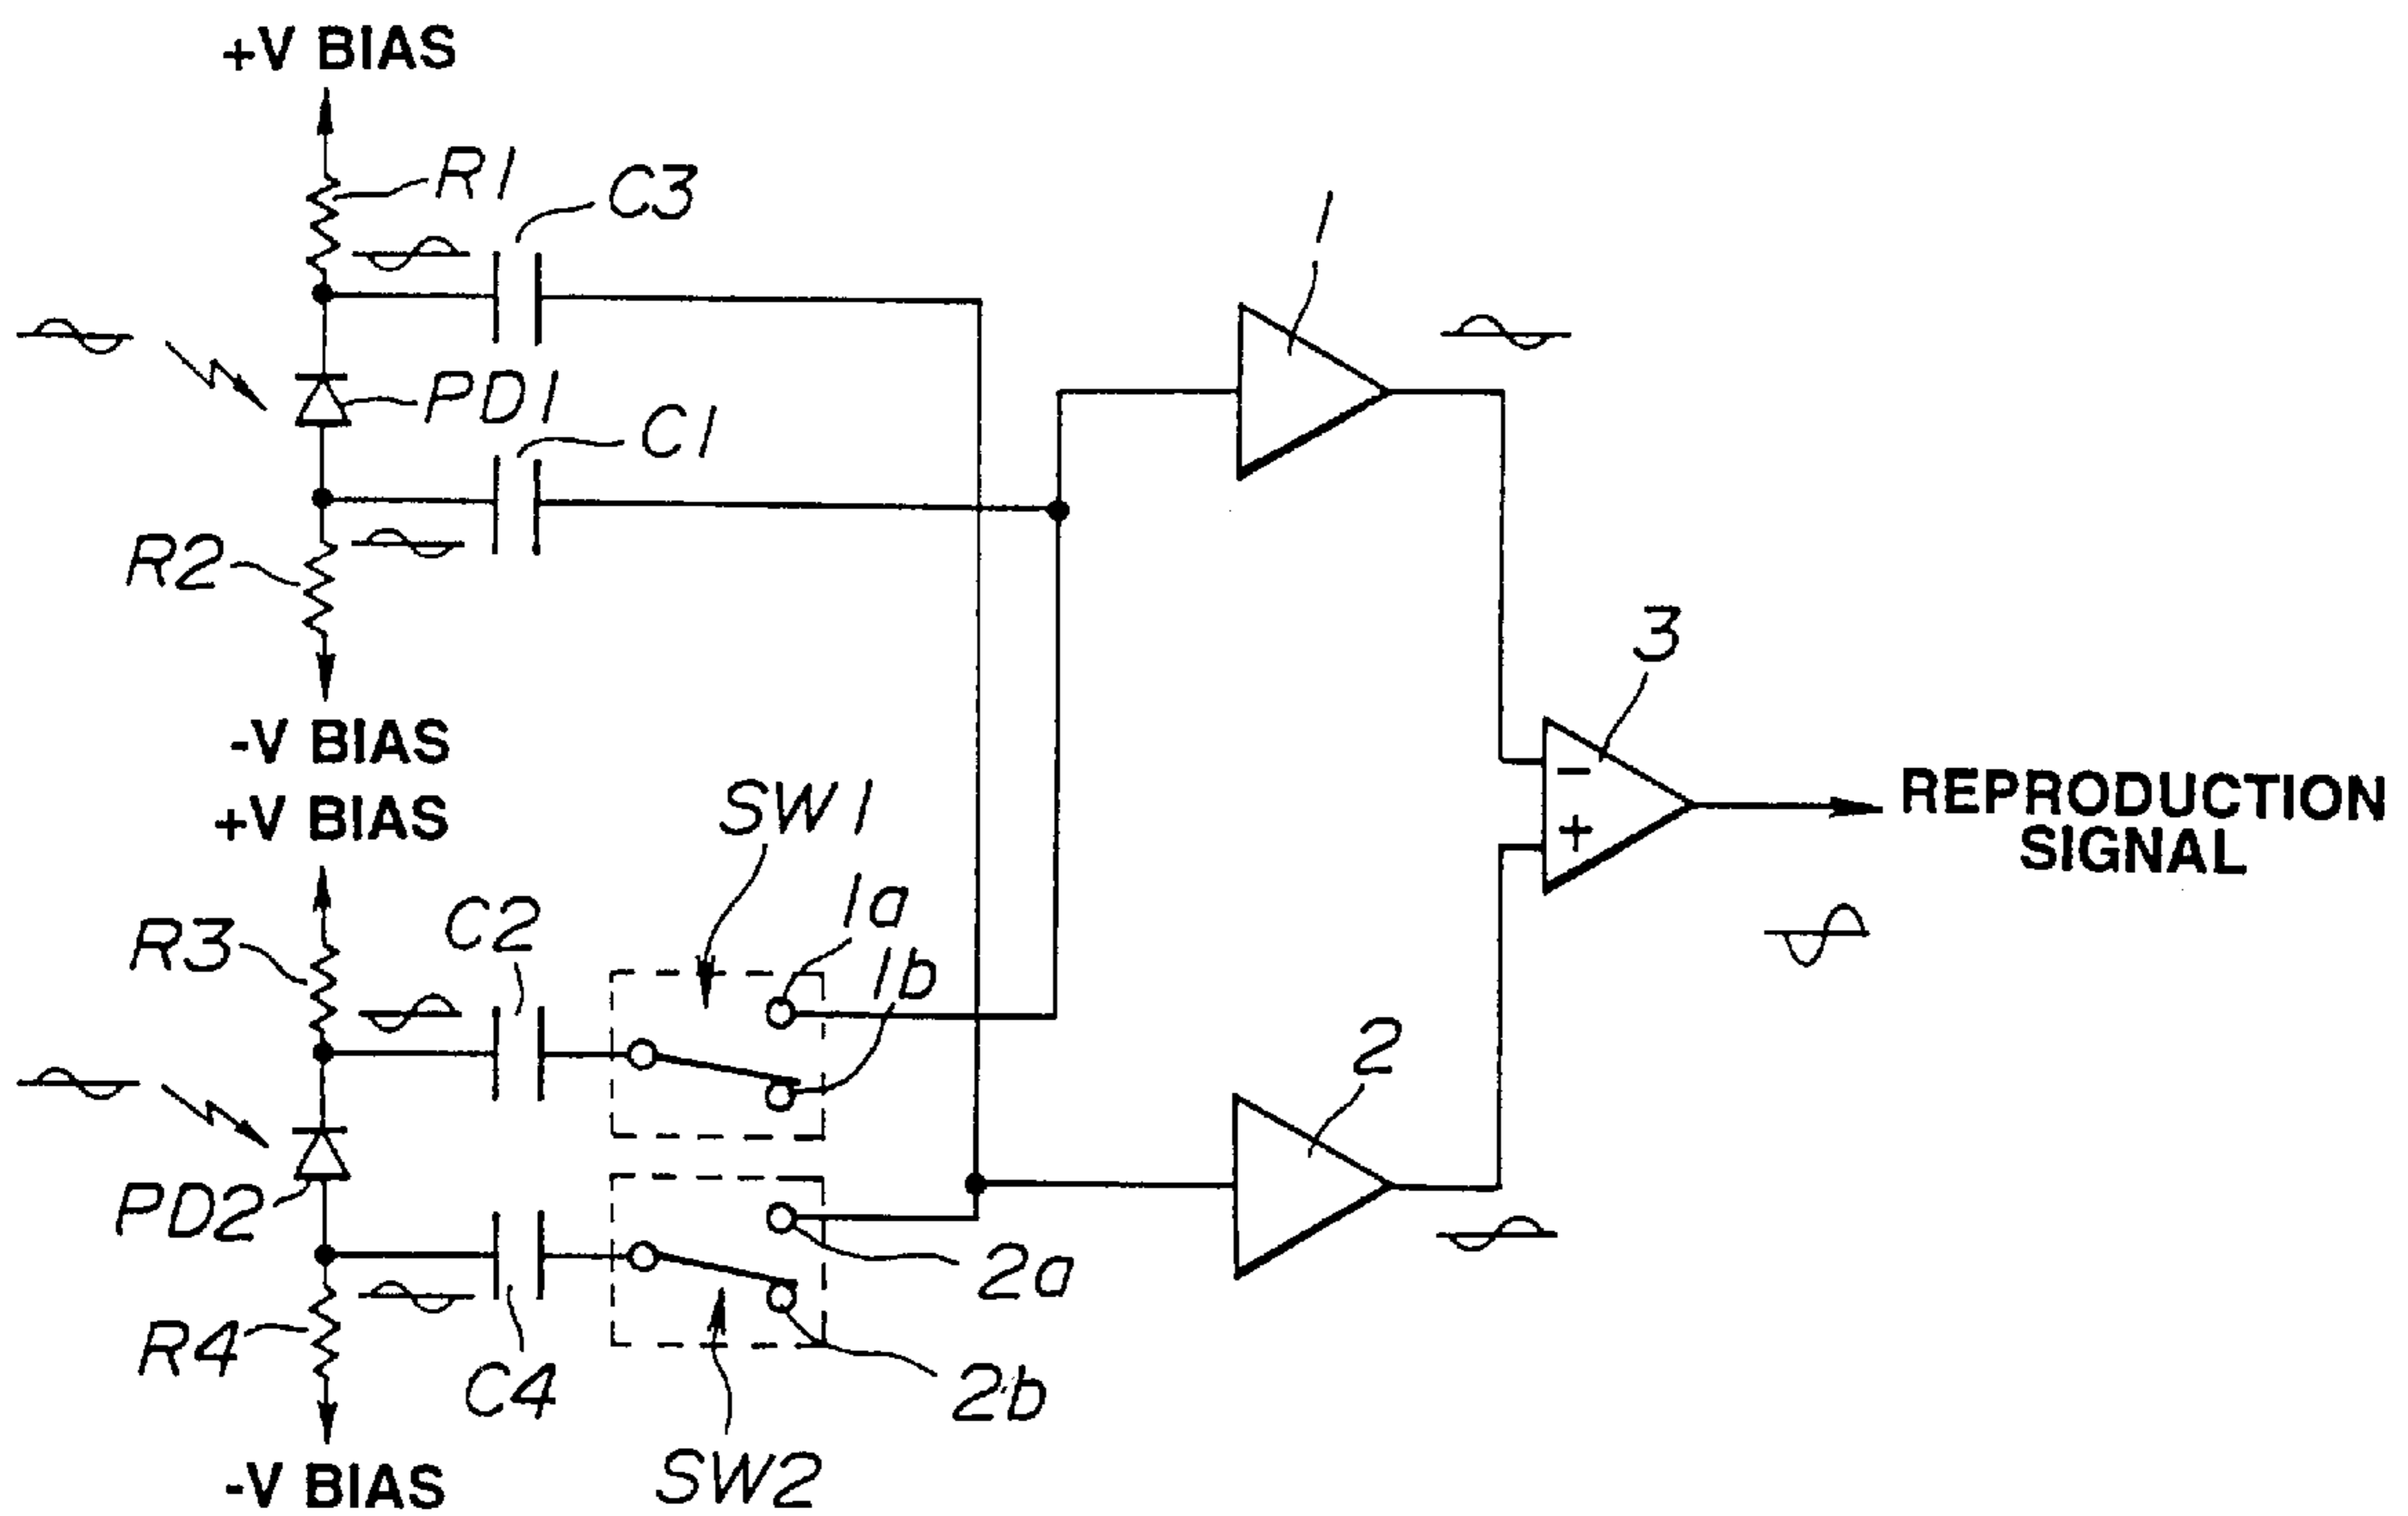 +V BIAS
R1
C3
1
PD1
C1
R2
3
-V BIAS
+V BIAS
SW1
REPRODUCTION
SIGNAL
-
+
1a
C2
R3
1b
2
PD2
2a
R4
C4
2b
SW2
-V BIAS